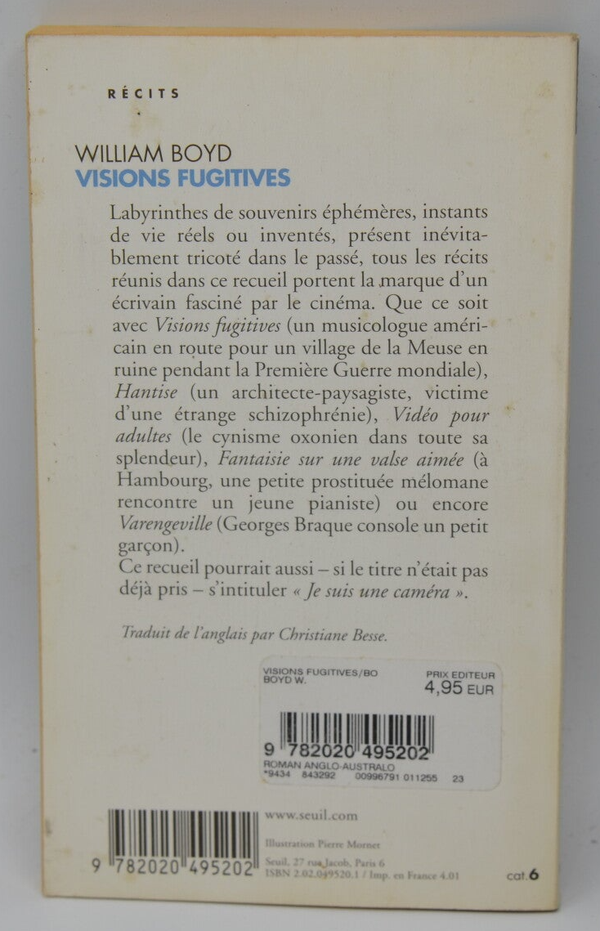 RÉCITS
WILLIAM BOYD
VISIONS FUGITIVES
Labyrinthes de souvenirs éphémères, instants
de vie réels ou inventés, présent inévita-
blement tricoté dans le passé, tous les récits
réunis dans ce recueil portent la marque d'un
écrivain fasciné par le cinéma. Que ce soit
avec Visions fugitives (un musicologue améri-
cain en route pour un village de la Meuse en
ruine pendant la Première Guerre mondiale),
Hantise (un architecte-paysagiste, victime
d'une étrange schizophrénie), Vidéo pour
adultes (le cynisme oxonien dans toute sa
splendeur), Fantaisie sur une valse aimée (à
Hambourg, une petite prostituée mélomane
rencontre un jeune pianiste) ou encore
Varengeville (Georges Braque console un petit
garçon).
Ce recueil pourrait aussi – si le titre n'était pas
déjà pris – s'intituler « Je suis une caméra ».
Traduit de l'anglais par Christiane Besse.
VISIONS FUGITIVES/BO
BOYD W.
PRIX EDITEUR
4,95 EUR
9 782020 495202
ROMAN ANGLO-AUSTRALO
*9434 843292 00996791 011255 23
www.seuil.com
Illustration Pierre Mornet
Seuil, 27 rue Jacob, Paris 6
ISBN 2.02.049520.1 / Imp. en France 4.01
9 782020 495202
cat.6